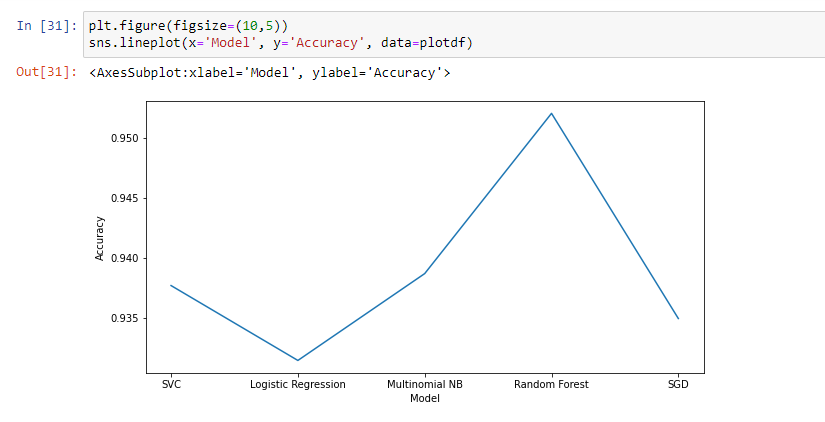 In [31]: plt.figure(figsize=(10,5))
sns.lineplot(x='Model', y='Accuracy', data=plotdf)
Out[31]: <AxesSubplot:xlabel='Model', ylabel='Accuracy'>
0.950
0.945
0.940
0.935
Accuracy
SVC Logistic Regression Multinomial NB Random Forest SGD
Model